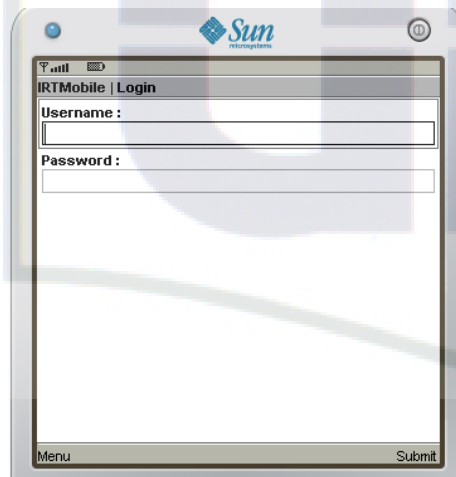 Sun
microsystems
IRTMobile | Login
Username :
Password :
Menu Submit